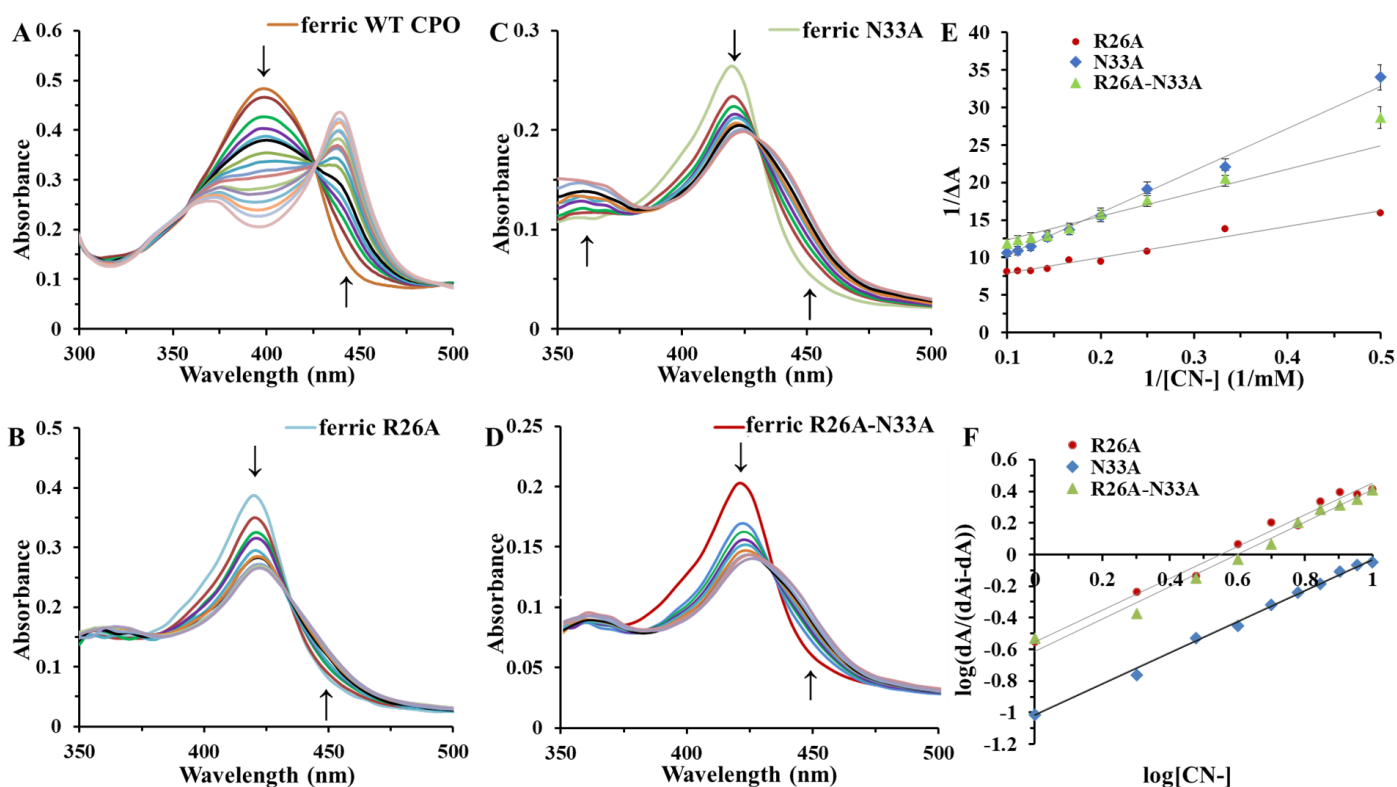 A
ferric WT CPO
0.6
0.5
0.4
0.3
0.2
0.1
0
Absorbance
300 350 400 450 500
Wavelength (nm)
C
ferric N33A
0.3
0.2
0.1
0
Absorbance
350 400 450 500
Wavelength (nm)
E
R26A
N33A
R26A-N33A
40
35
30
25
20
15
10
5
0
1/ΔA
0.1 0.2 0.3 0.4 0.5
1/[CN-] (1/mM)
B
ferric R26A
0.5
0.4
0.3
0.2
0.1
0
Absorbance
350 400 450 500
Wavelength (nm)
D
ferric R26A-N33A
0.25
0.2
0.15
0.1
0.05
0
Absorbance
350 400 450 500
Wavelength (nm)
F
R26A
N33A
R26A-N33A
0.6
0.4
0.2
0
-0.2
-0.4
-0.6
-0.8
-1
-1.2
log(dA/(dAi-dA))
0 0.2 0.4 0.6 0.8 1
log[CN-]